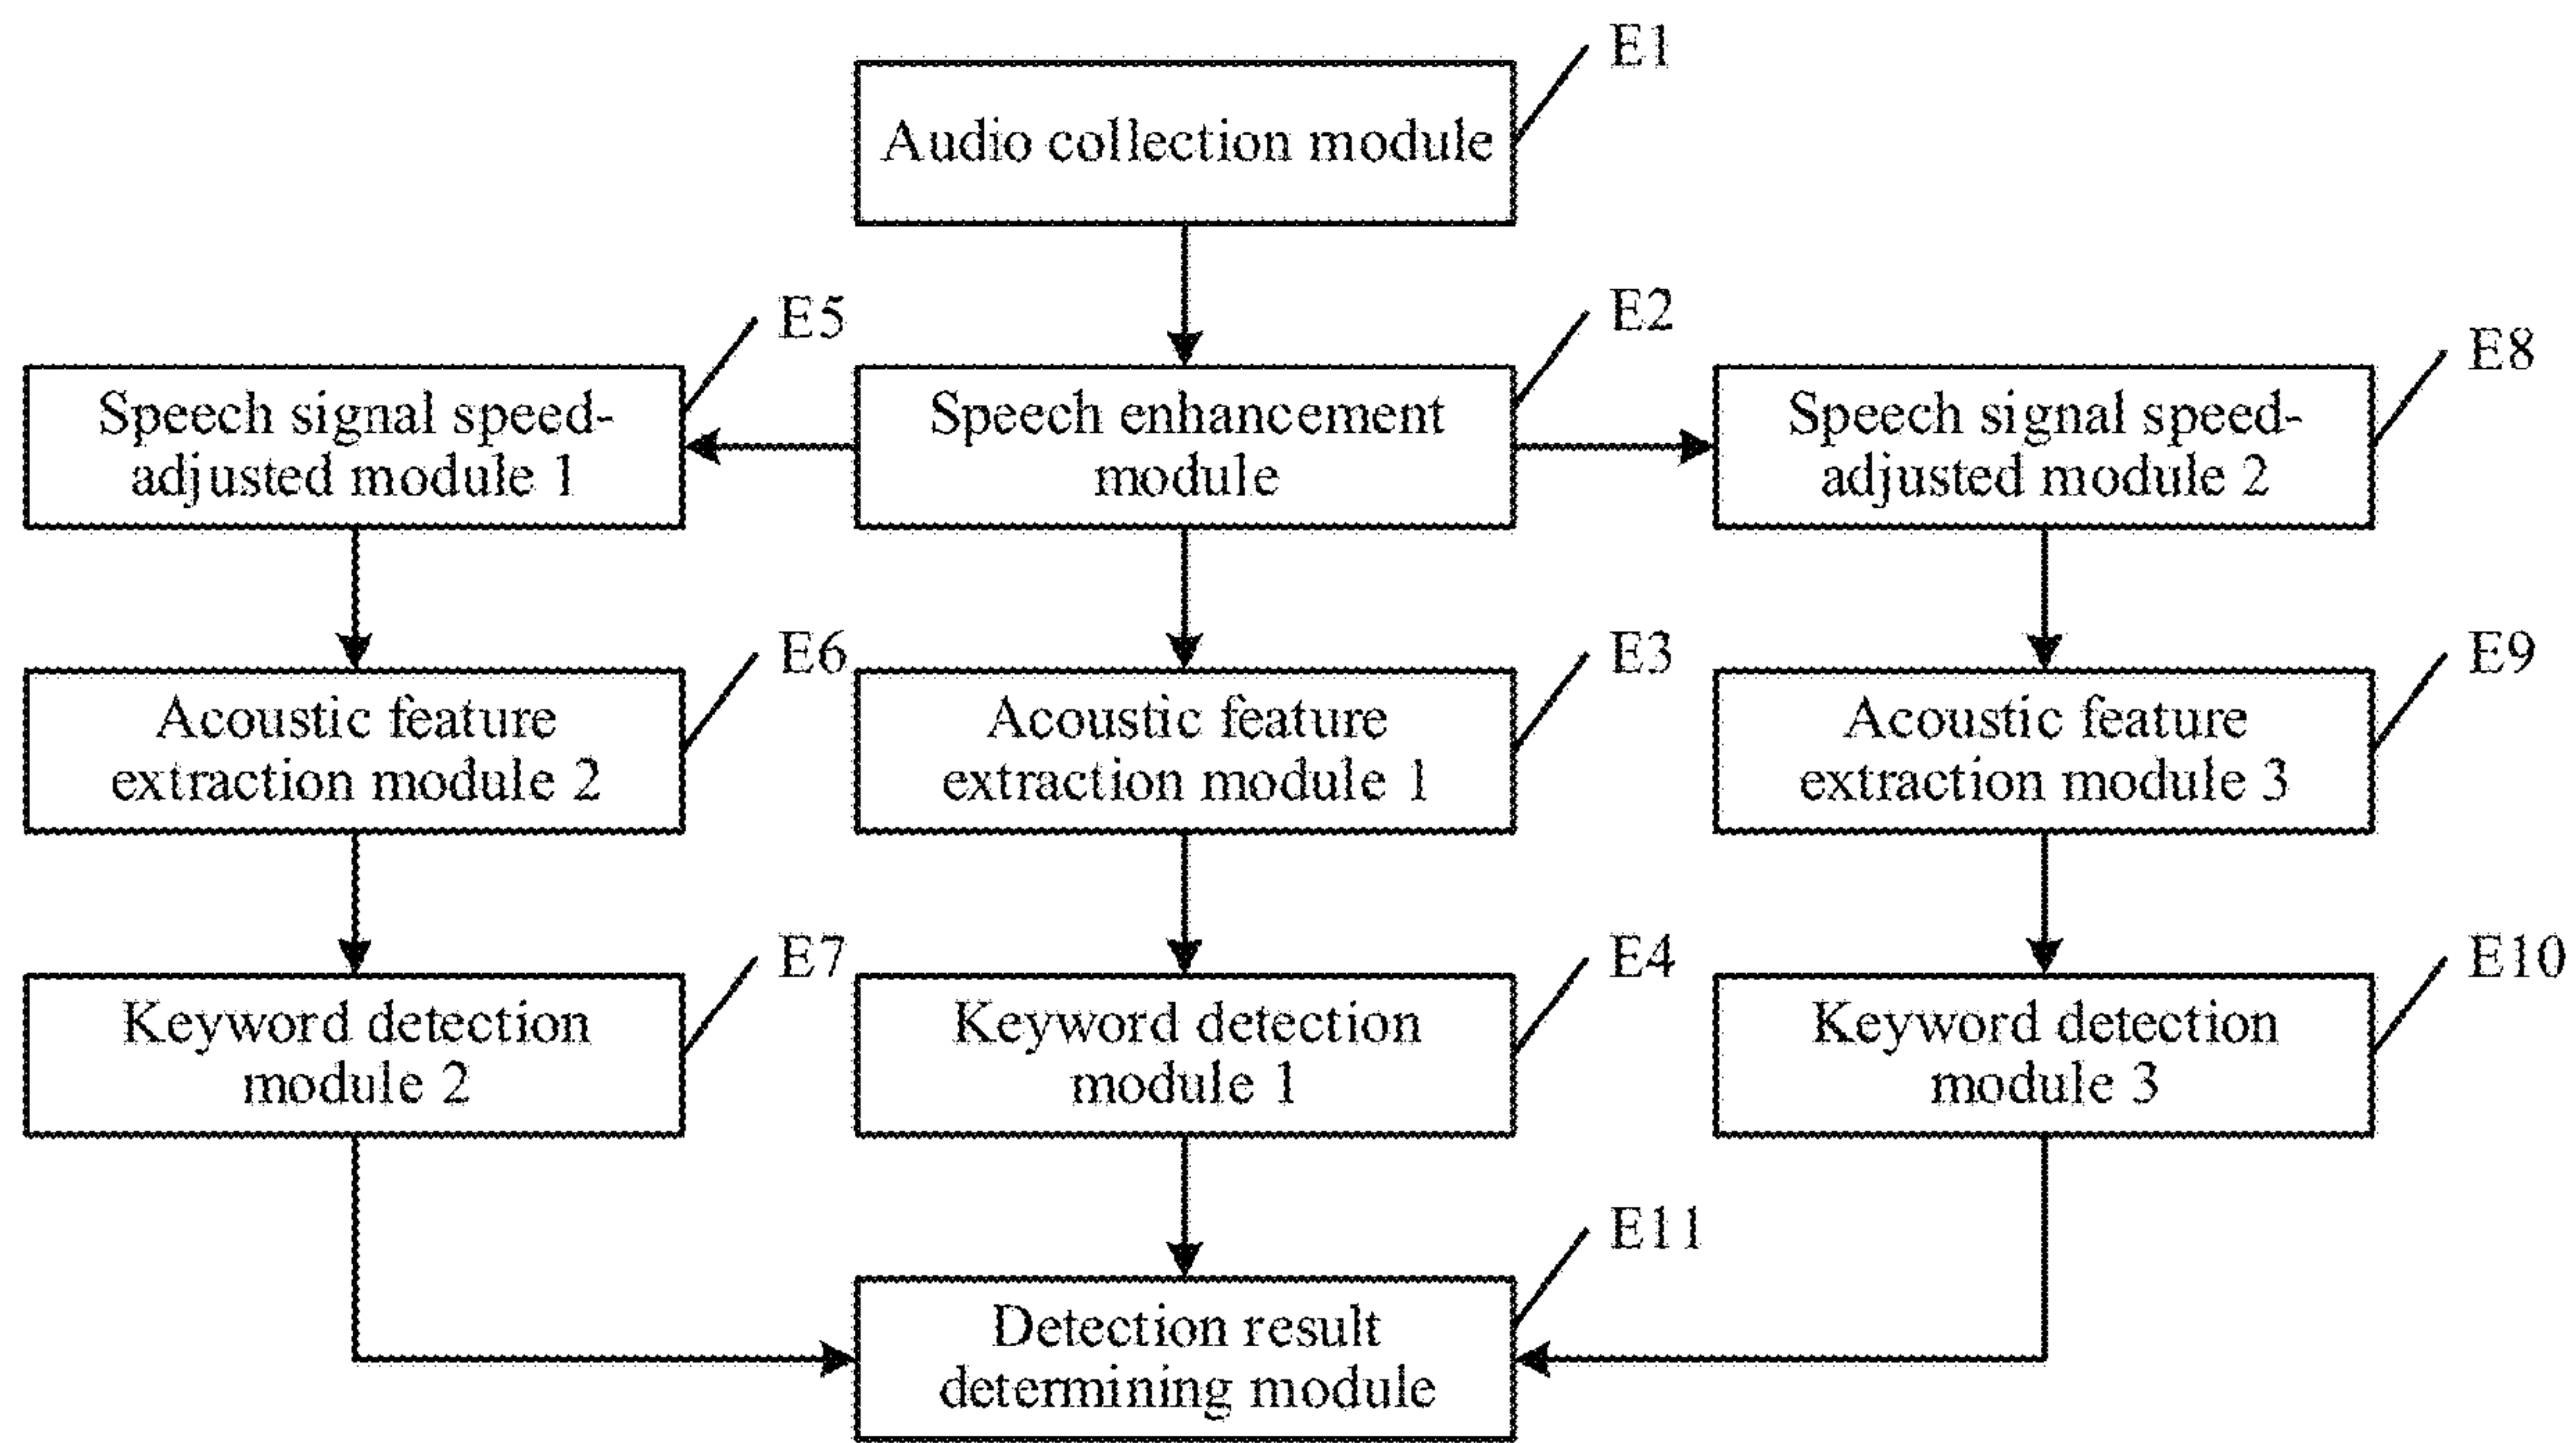 E1
Audio collection module
E5
E2
E8
Speech signal speed-
adjusted module 1
Speech enhancement
module
Speech signal speed-
adjusted module 2
E6
E3
E9
Acoustic feature
extraction module 2
Acoustic feature
extraction module 1
Acoustic feature
extraction module 3
E7
E4
E10
Keyword detection
module 2
Keyword detection
module 1
Keyword detection
module 3
E11
Detection result
determining module